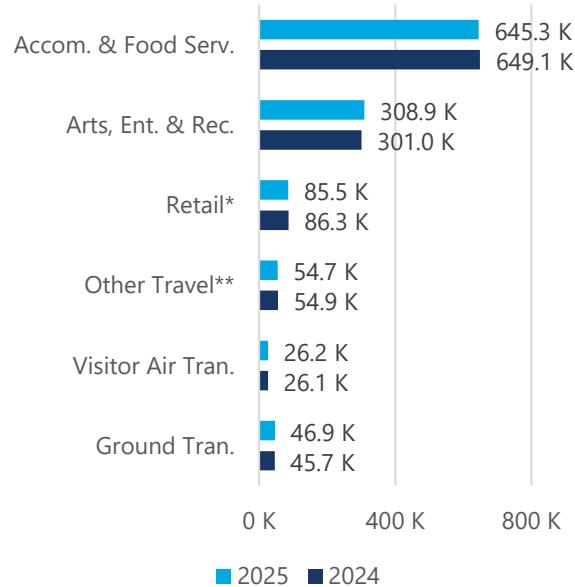 Accom. & Food Serv.
645.3 K
649.1 K
Arts, Ent. & Rec.
308.9 K
301.0 K
Retail*
85.5 K
86.3 K
Other Travel**
54.7 K
54.9 K
Visitor Air Tran.
26.2 K
26.1 K
Ground Tran.
46.9 K
45.7 K
0 K 400 K 800 K
2025 2024